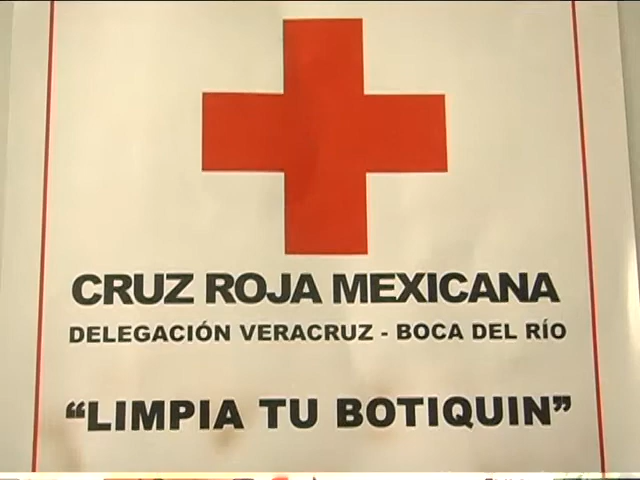 CRUZ ROJA MEXICANA
DELEGACIÓN VERACRUZ - BOCA DEL RÍO
“LIMPIA TU BOTIQUIN”